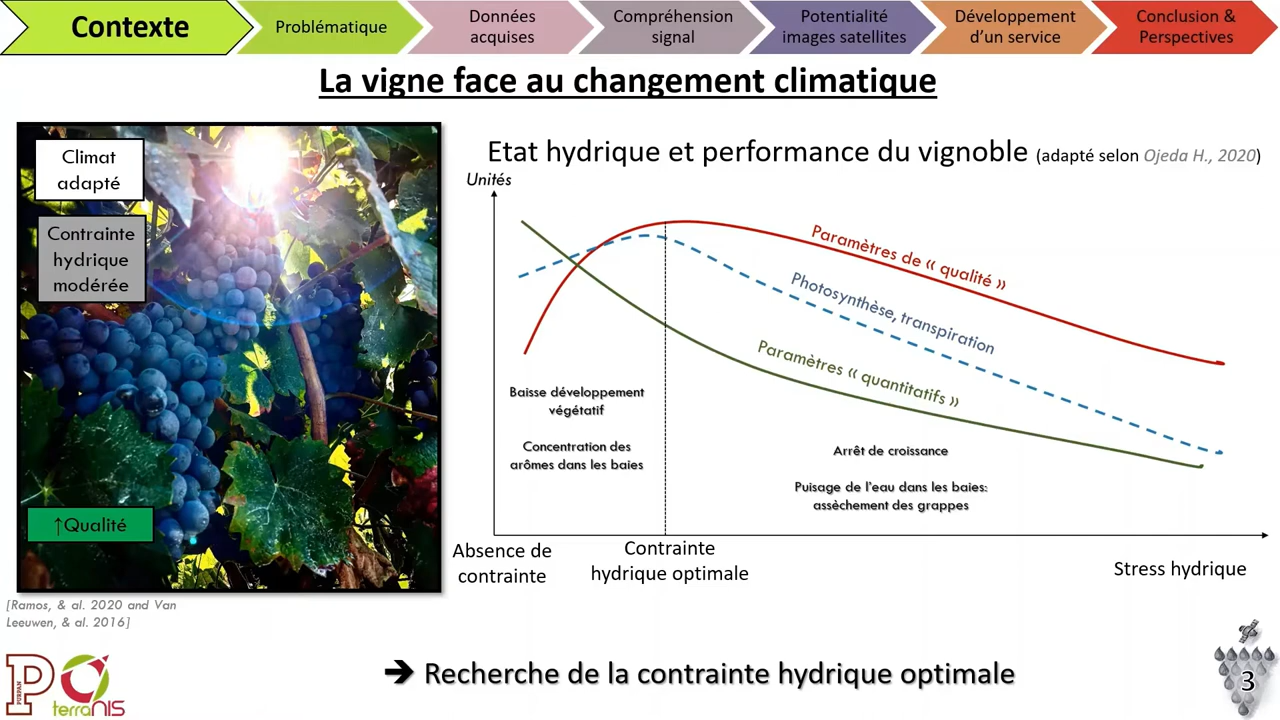 Contexte
Problématique
Données
acquises
Compréhension
signal
Potentialité
images satellites
Développement
d'un service
Conclusion &
Perspectives
La vigne face au changement climatique
Climat
adapté
Contrainte
hydrique
modérée
↑Qualité
[Ramos, & al. 2020 and Van
Leeuwen, & al. 2016]
Etat hydrique et performance du vignoble (adapté selon Ojeda H., 2020)
Unités
Paramètres de « qualité »
Photosynthèse, transpiration
Paramètres « quantitatifs »
Baisse développement
végétatif
Concentration des
arômes dans les baies
Arrêt de croissance
Puisage de l'eau dans les baies:
assèchement des grappes
Absence de
contrainte
Contrainte
hydrique optimale
Stress hydrique
➔ Recherche de la contrainte hydrique optimale
P
PURPAN
terraNIS
3